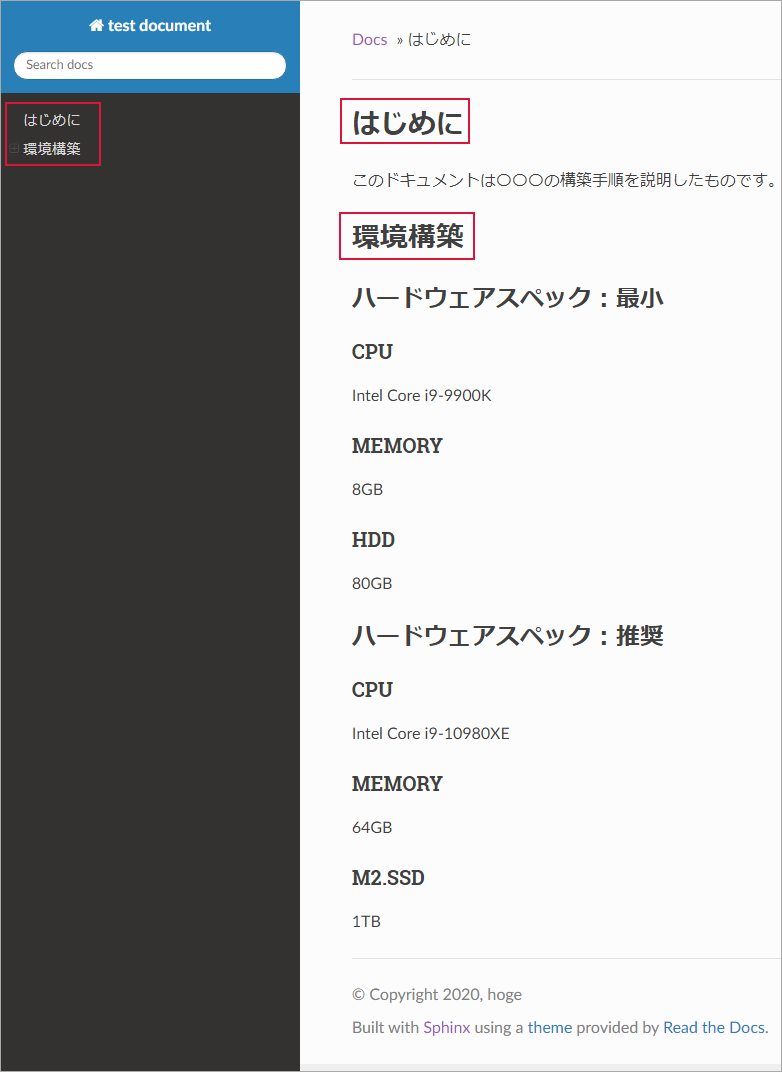 test document
Search docs
はじめに
環境構築
Docs » はじめに
はじめに
このドキュメントは〇〇〇の構築手順を説明したものです。
環境構築
ハードウェアスペック：最小
CPU
Intel Core i9-9900K
MEMORY
8GB
HDD
80GB
ハードウェアスペック：推奨
CPU
Intel Core i9-10980XE
MEMORY
64GB
M2.SSD
1TB
© Copyright 2020, hoge
Built with Sphinx using a theme provided by Read the Docs.